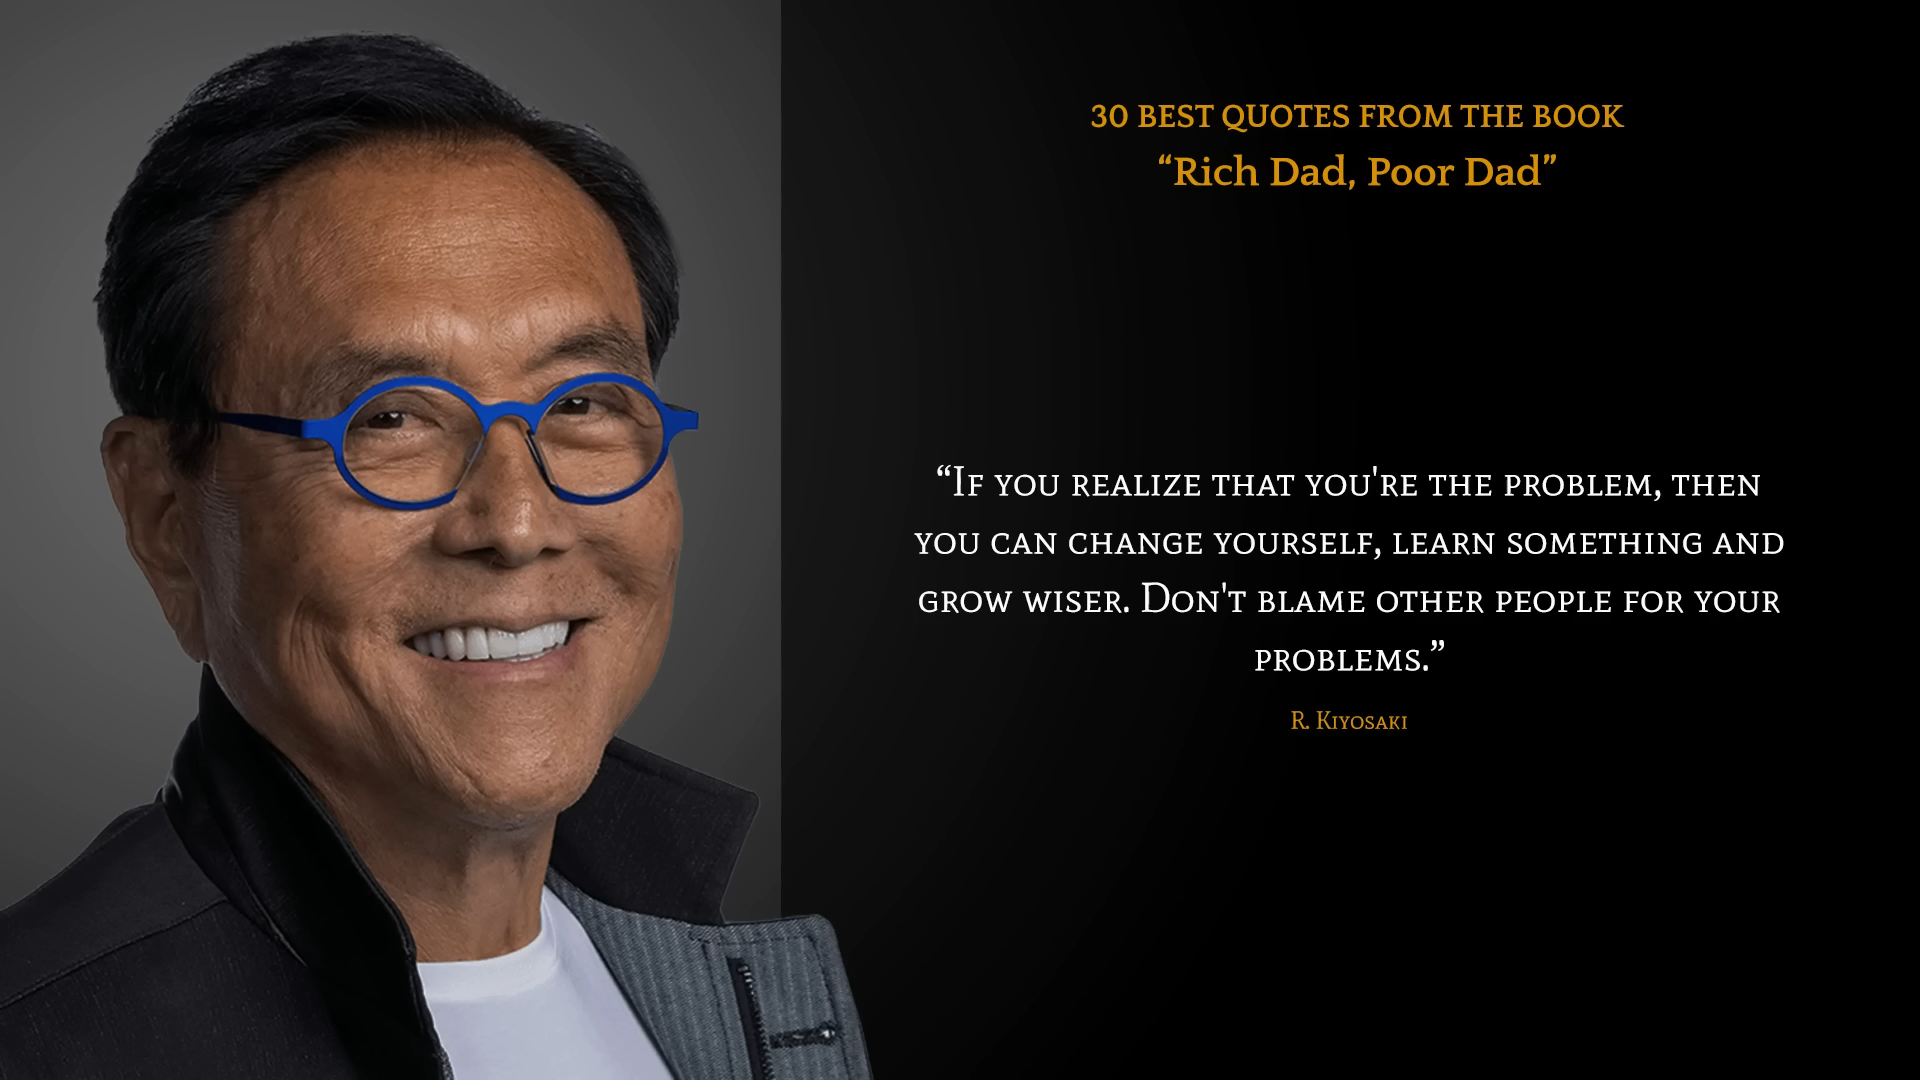 30 BEST QUOTES FROM THE BOOK
“Rich Dad, Poor Dad”
“If you realize that you're the problem, then
you can change yourself, learn something and
grow wiser. Don't blame other people for your
problems.”
R. Kiyosaki